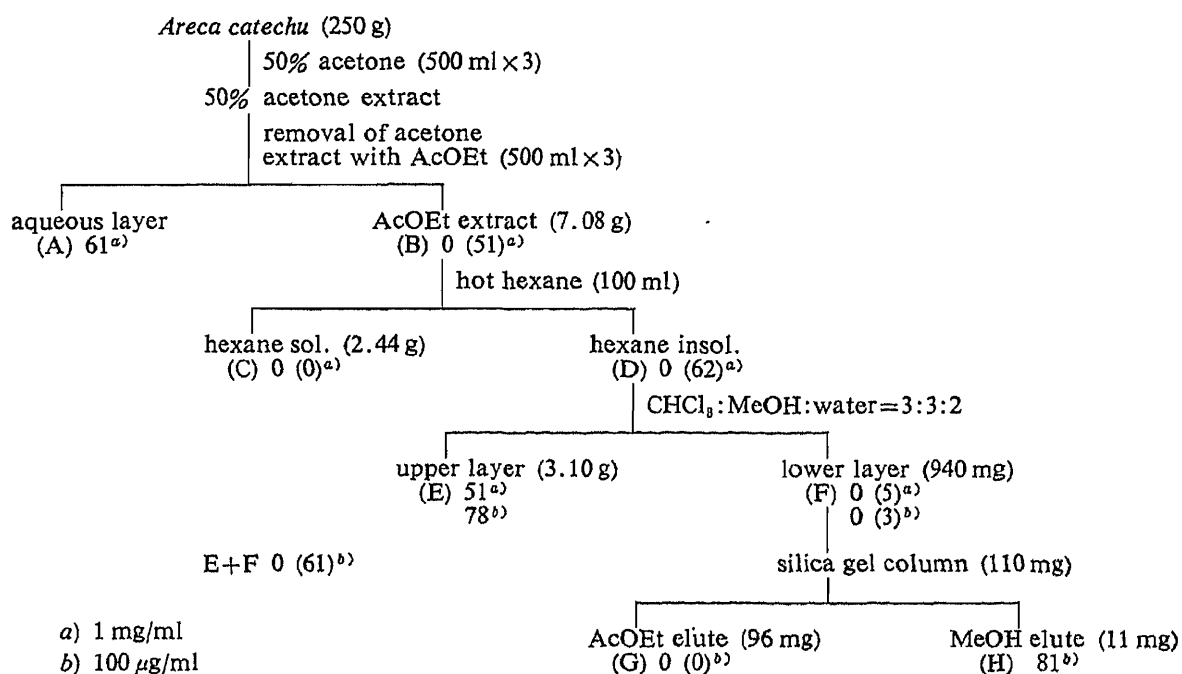 Areca catechu (250 g)
50% acetone (500 ml × 3)
50% acetone extract
removal of acetone
extract with AcOEt (500 ml × 3)
aqueous layer
(A) 61a)
AcOEt extract (7.08 g)
(B) 0 (51)a)
hot hexane (100 ml)
hexane sol. (2.44 g)
(C) 0 (0)a)
hexane insol.
(D) 0 (62)a)
CHCl3:MeOH:water=3:3:2
upper layer (3.10 g)
(E) 51a)
78b)
lower layer (940 mg)
(F) 0 (5)a)
0 (3)b)
E+F 0 (61)b)
silica gel column (110 mg)
AcOEt elute (96 mg)
(G) 0 (0)b)
MeOH elute (11 mg)
(H) 81b)
a) 1 mg/ml
b) 100 μg/ml